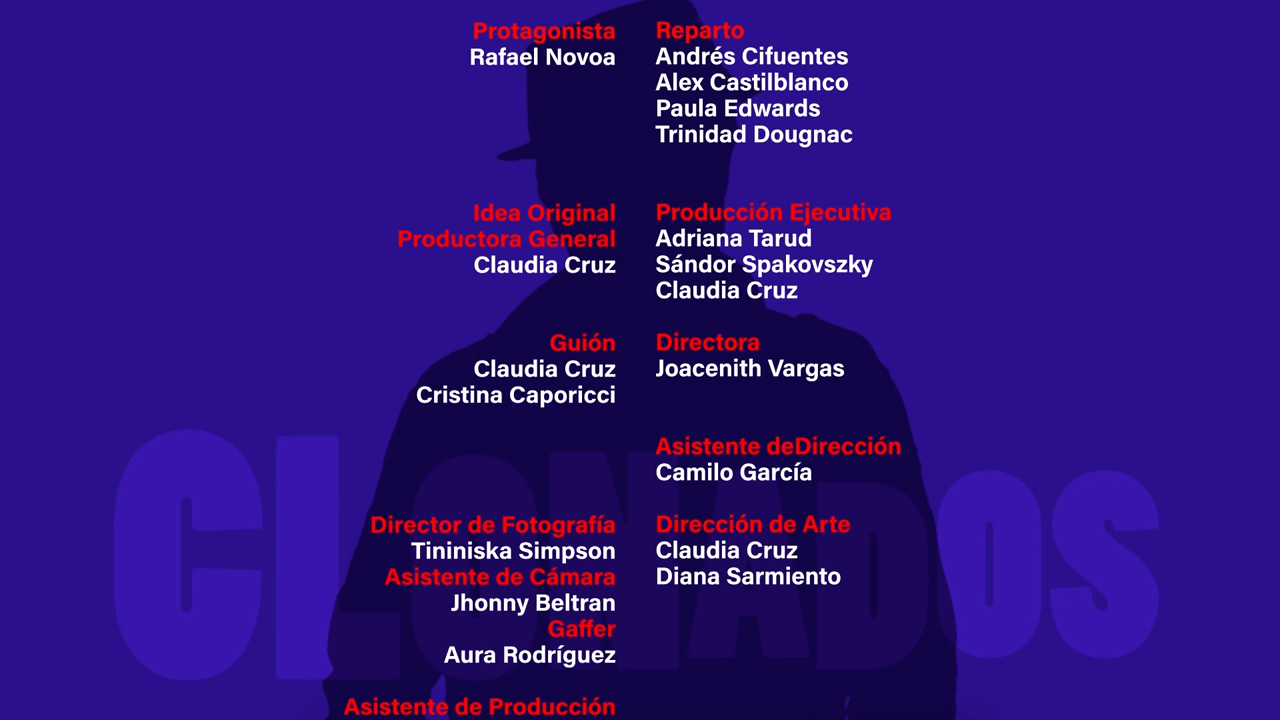 Protagonista
Rafael Novoa
Reparto
Andrés Cifuentes
Alex Castilblanco
Paula Edwards
Trinidad Dougnac
Idea Original
Productora General
Claudia Cruz
Producción Ejecutiva
Adriana Tarud
Sándor Spakovszky
Claudia Cruz
Guión
Claudia Cruz
Cristina Caporicci
Directora
Joacenith Vargas
Asistente deDirección
Camilo García
Director de Fotografía
Tininiska Simpson
Asistente de Cámara
Jhonny Beltran
Gaffer
Aura Rodríguez
Dirección de Arte
Claudia Cruz
Diana Sarmiento
Asistente de Producción
CLONADOS